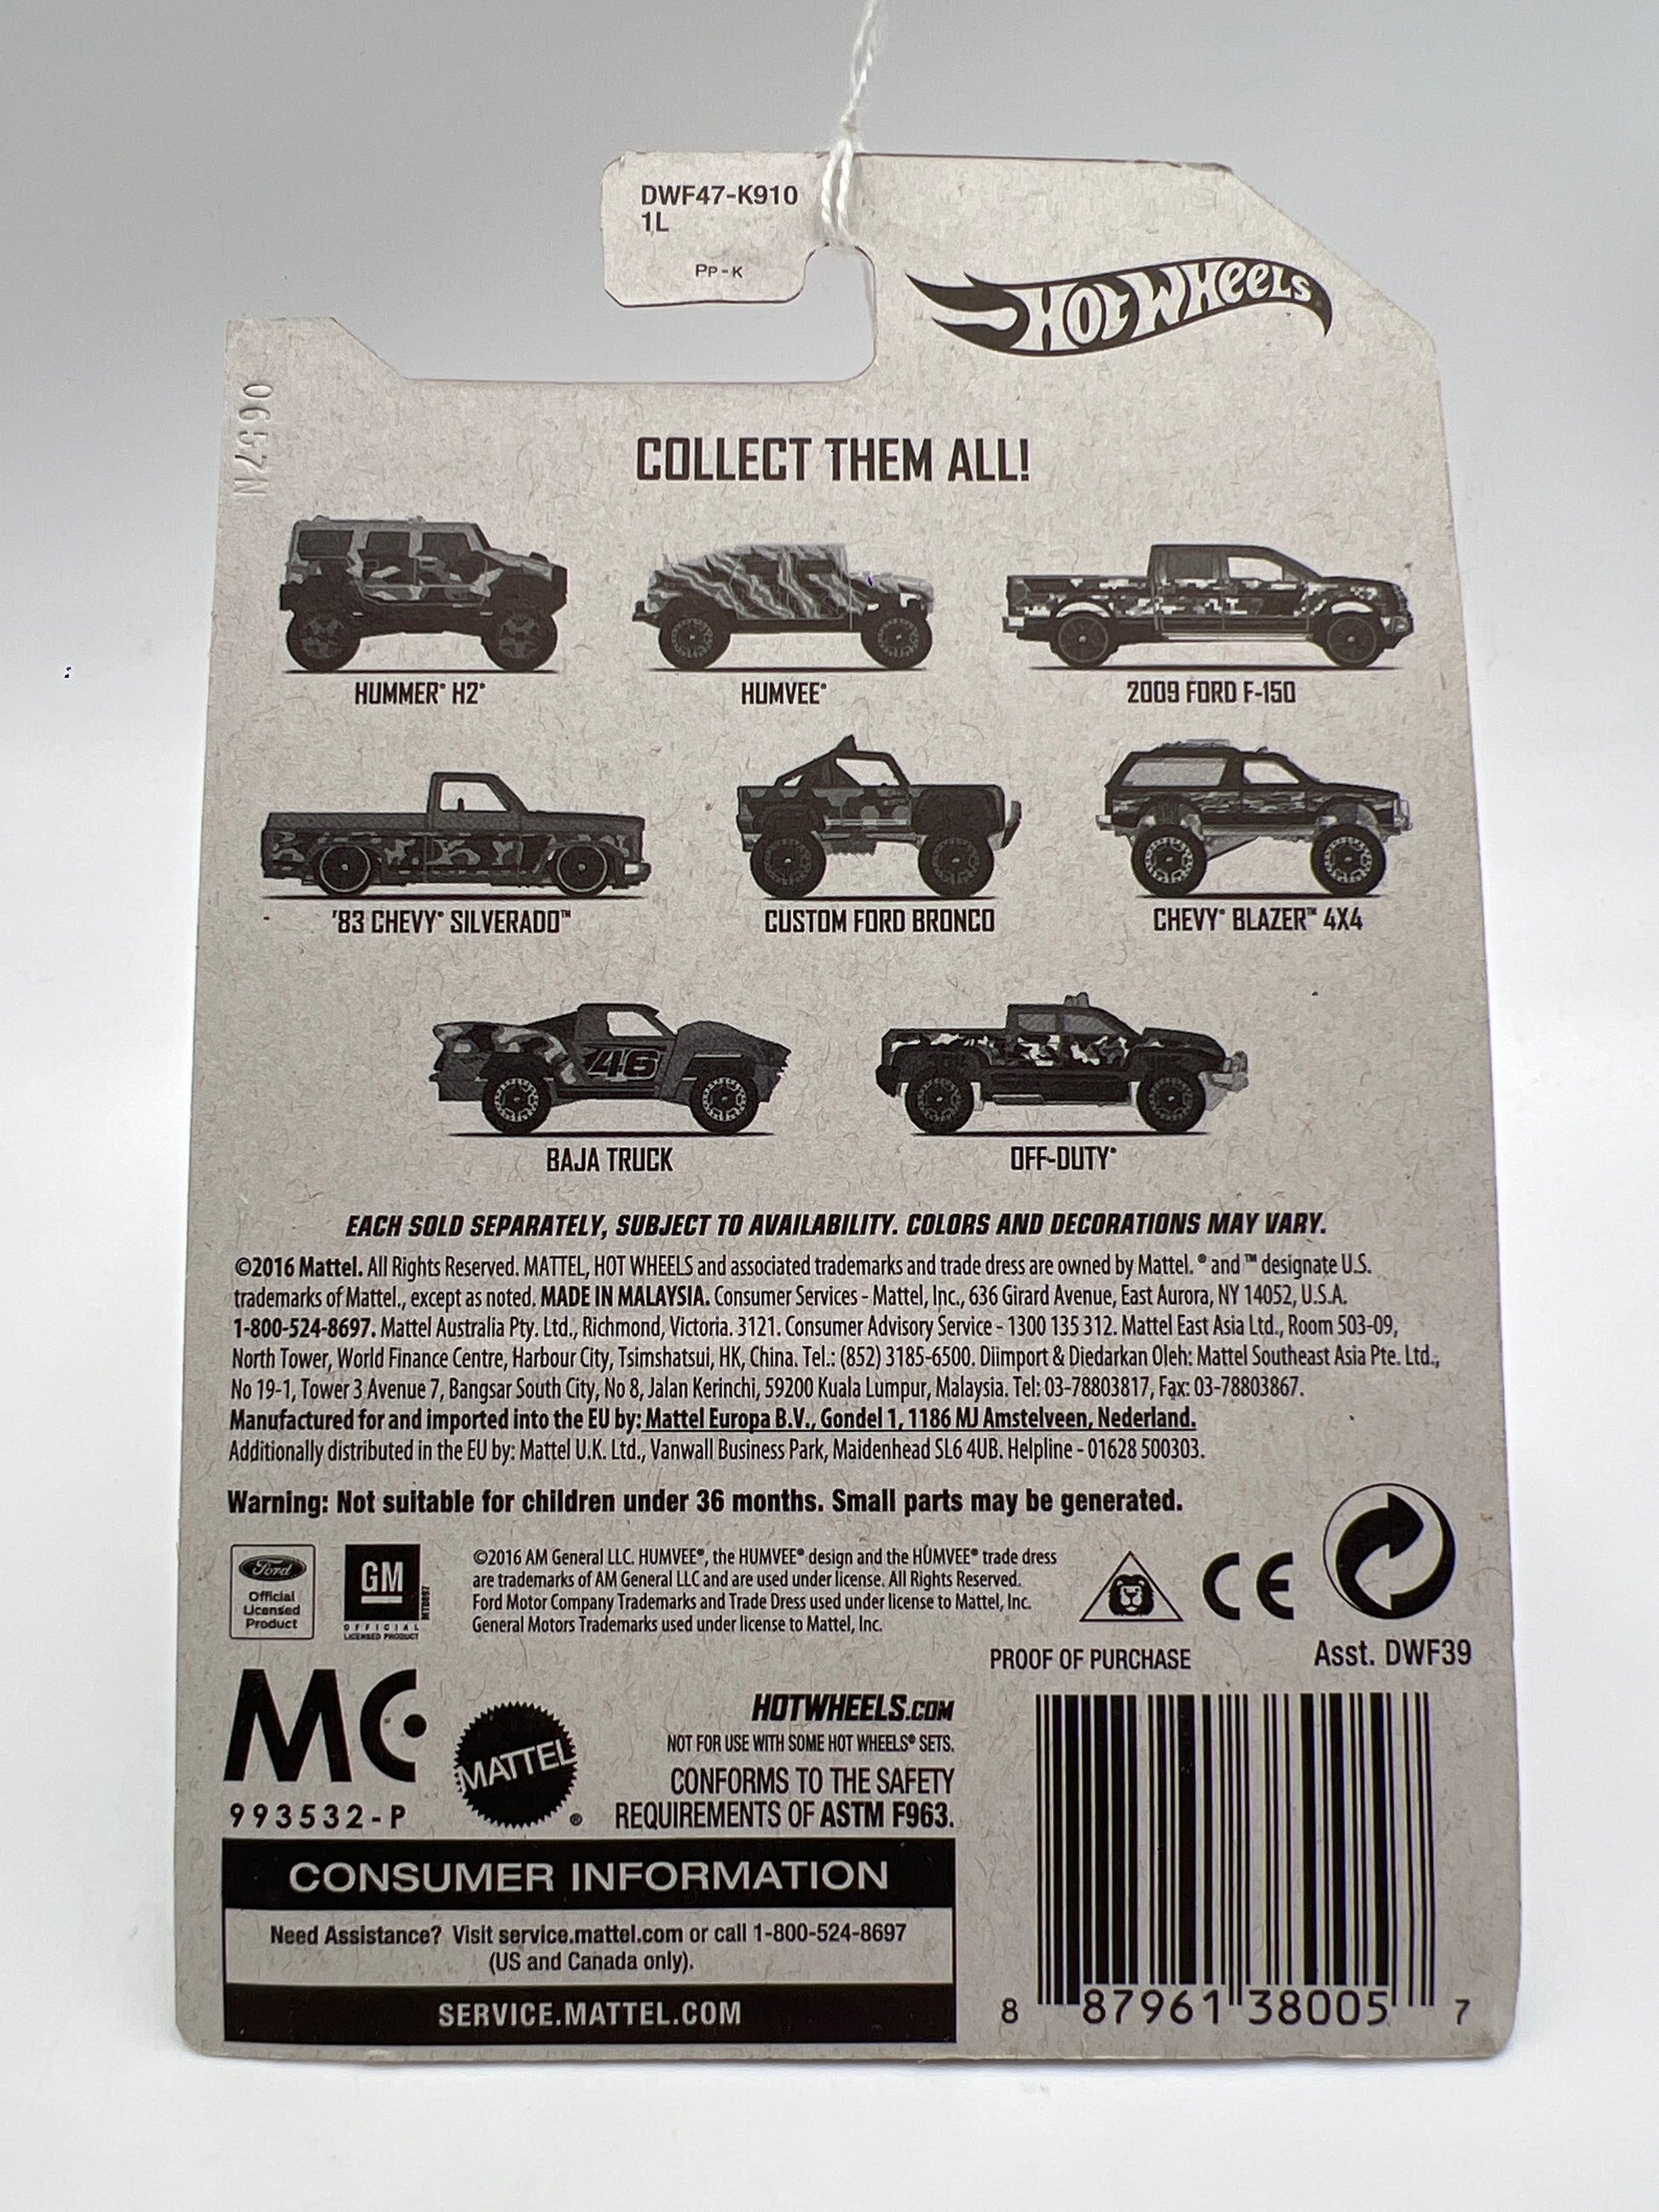 DWF47-K910
1L
PP-K
HOT WHEELS
0657N
COLLECT THEM ALL!
HUMMER® H2®
HUMVEE®
2009 FORD F-150
'83 CHEVY® SILVERADO™
CUSTOM FORD BRONCO
CHEVY® BLAZER™ 4X4
46
BAJA TRUCK
OFF-DUTY®
EACH SOLD SEPARATELY, SUBJECT TO AVAILABILITY. COLORS AND DECORATIONS MAY VARY.
©2016 Mattel. All Rights Reserved. MATTEL, HOT WHEELS and associated trademarks and trade dress are owned by Mattel. ® and ™ designate U.S.
trademarks of Mattel., except as noted. MADE IN MALAYSIA. Consumer Services - Mattel, Inc., 636 Girard Avenue, East Aurora, NY 14052, U.S.A.
1-800-524-8697. Mattel Australia Pty. Ltd., Richmond, Victoria. 3121. Consumer Advisory Service - 1300 135 312. Mattel East Asia Ltd., Room 503-09,
North Tower, World Finance Centre, Harbour City, Tsimshatsui, HK, China. Tel.: (852) 3185-6500. Diimport & Diedarkan Oleh: Mattel Southeast Asia Pte. Ltd.,
No 19-1, Tower 3 Avenue 7, Bangsar South City, No 8, Jalan Kerinchi, 59200 Kuala Lumpur, Malaysia. Tel: 03-78803817, Fax: 03-78803867.
Manufactured for and imported into the EU by: Mattel Europa B.V., Gondel 1, 1186 MJ Amstelveen, Nederland.
Additionally distributed in the EU by: Mattel U.K. Ltd., Vanwall Business Park, Maidenhead SL6 4UB. Helpline - 01628 500303.
Warning: Not suitable for children under 36 months. Small parts may be generated.
Ford
Official
Licensed
Product
GM
MTD897
OFFICIAL
LICENSED PRODUCT
©2016 AM General LLC. HUMVEE®, the HUMVEE® design and the HUMVEE® trade dress
are trademarks of AM General LLC and are used under license. All Rights Reserved.
Ford Motor Company Trademarks and Trade Dress used under license to Mattel, Inc.
General Motors Trademarks used under license to Mattel, Inc.
CE
PROOF OF PURCHASE
Asst. DWF39
MC
993532-P
MATTEL®
HOTWHEELS.COM
NOT FOR USE WITH SOME HOT WHEELS® SETS.
CONFORMS TO THE SAFETY
REQUIREMENTS OF ASTM F963.
CONSUMER INFORMATION
Need Assistance? Visit service.mattel.com or call 1-800-524-8697
(US and Canada only).
SERVICE.MATTEL.COM
8 87961 38005 7